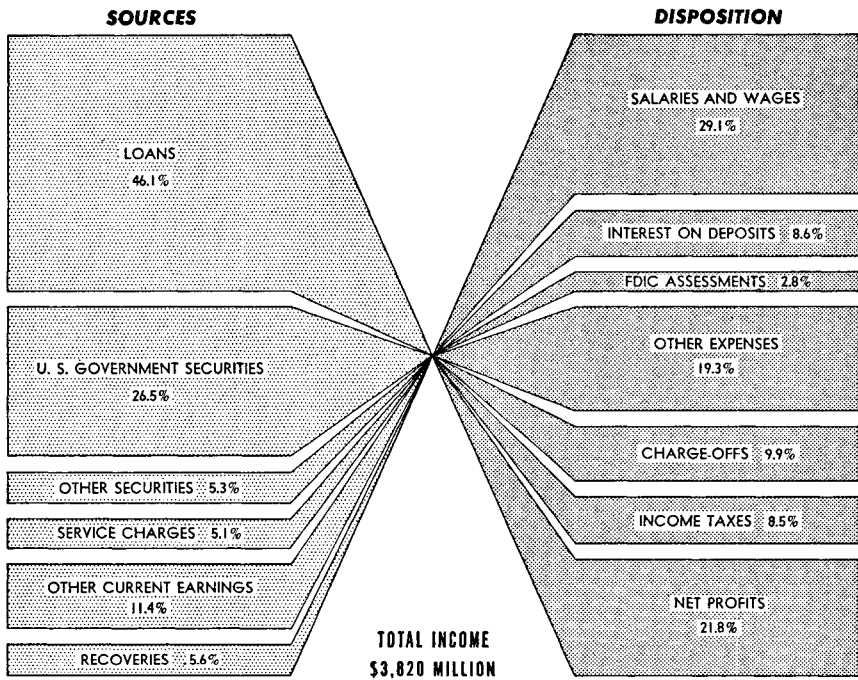 SOURCES
LOANS
46.1%
U. S. GOVERNMENT SECURITIES
26.5%
OTHER SECURITIES 5.3%
SERVICE CHARGES 5.1%
OTHER CURRENT EARNINGS
11.4%
RECOVERIES 5.6%
DISPOSITION
SALARIES AND WAGES
29.1%
INTEREST ON DEPOSITS 8.6%
FDIC ASSESSMENTS 2.8%
OTHER EXPENSES
19.3%
CHARGE-OFFS 9.9%
INCOME TAXES 8.5%
NET PROFITS
21.8%
TOTAL INCOME
$3,820 MILLION